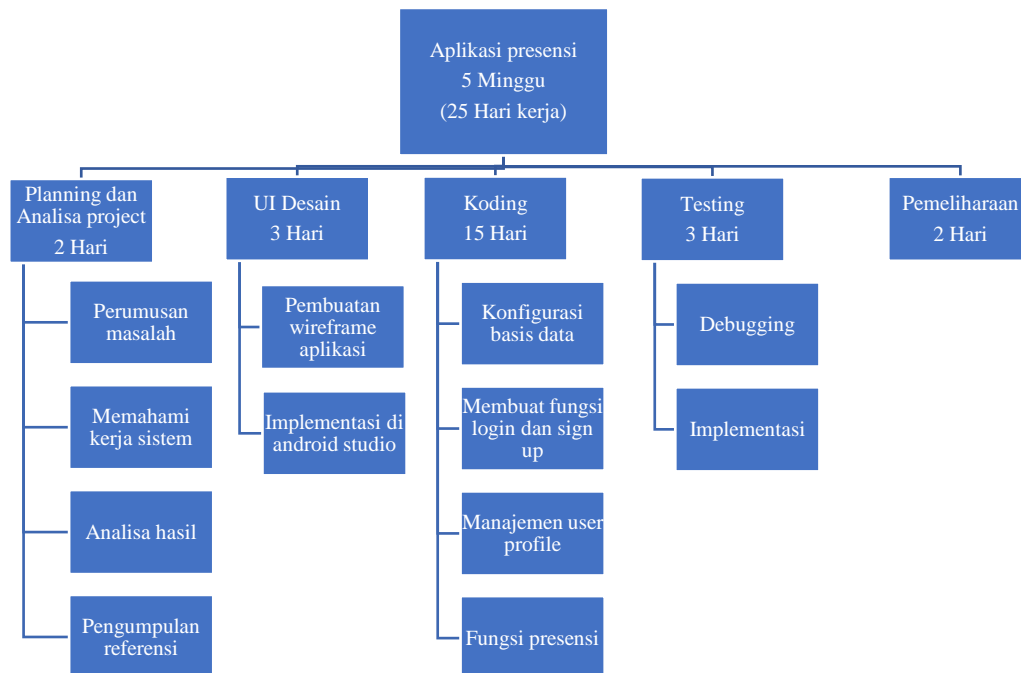 Aplikasi presensi
5 Minggu
(25 Hari kerja)
Planning dan
Analisa project
2 Hari
UI Desain
3 Hari
Koding
15 Hari
Testing
3 Hari
Pemeliharaan
2 Hari
Perumusan
masalah
Memahami
kerja sistem
Analisa hasil
Pengumpulan
referensi
Pembuatan
wireframe
aplikasi
Implementasi di
android studio
Konfigurasi
basis data
Membuat fungsi
login dan sign
up
Manajemen user
profile
Fungsi presensi
Debugging
Implementasi